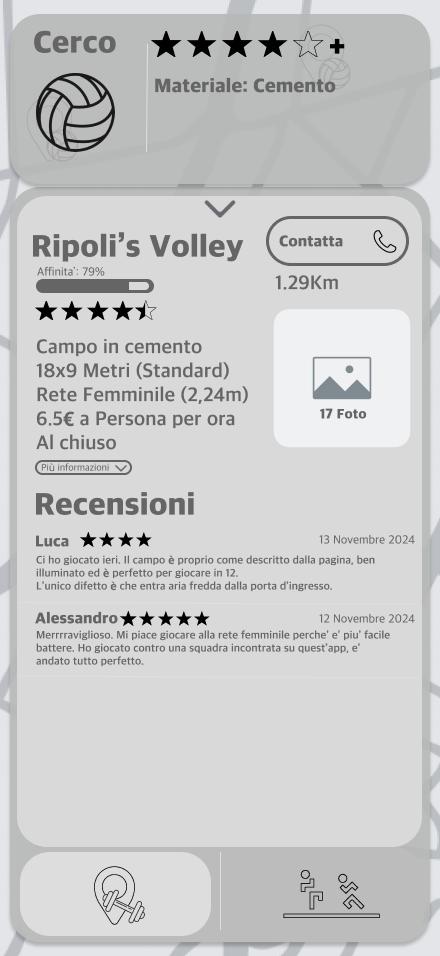 Cerco
Materiale: Cemento
Ripoli's Volley
Contatta
Affinita': 79%
1.29Km
Campo in cemento
18x9 Metri (Standard)
Rete Femminile (2,24m)
6.5€ a Persona per ora
Al chiuso
17 Foto
Più informazioni
Recensioni
Luca
13 Novembre 2024
Ci ho giocato ieri. Il campo è proprio come descritto dalla pagina, ben
illuminato ed è perfetto per giocare in 12.
L'unico difetto è che entra aria fredda dalla porta d'ingresso.
Alessandro
12 Novembre 2024
Merrrraviglioso. Mi piace giocare alla rete femminile perche' e' piu' facile
battere. Ho giocato contro una squadra incontrata su quest'app, e'
andato tutto perfetto.